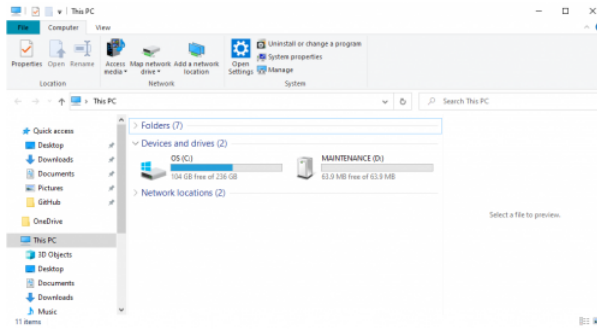 This PC
File Computer View
Properties Open Rename Access media Map network drive Add a network location Open Settings Uninstall or change a program
System properties
Manage
Location Network System
This PC Search This PC
Quick access
Desktop
Downloads
Documents
Pictures
GitHub
OneDrive
This PC
3D Objects
Desktop
Documents
Downloads
Music
Folders (7)
Devices and drives (2)
OS (C:)
104 GB free of 236 GB
MAINTENANCE (D:)
63.9 MB free of 63.9 MB
Network locations (2)
Select a file to preview.
11 items